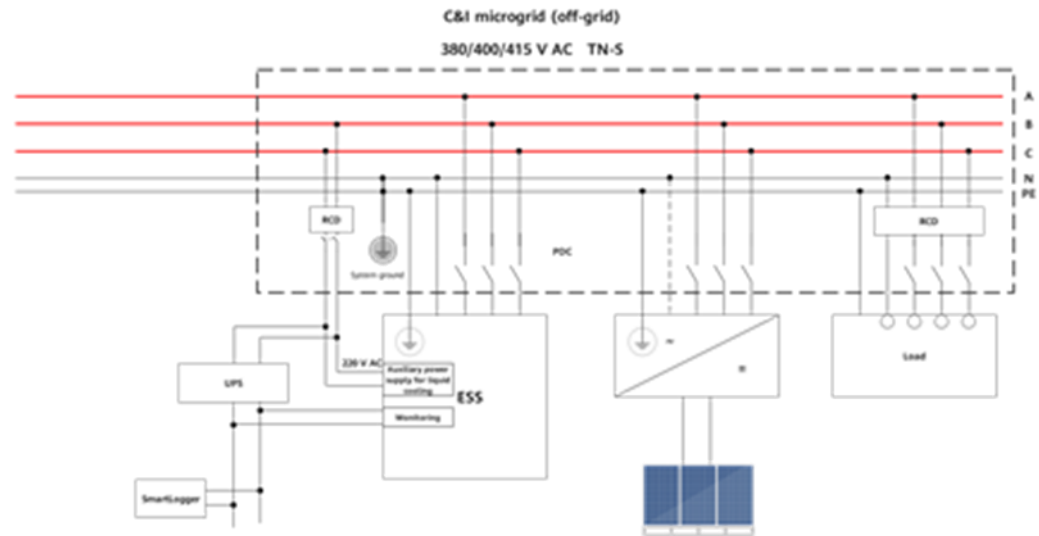 C&I microgrid (off-grid)
380/400/415 V AC TN-S
A
B
C
N
PE
RCD
RCD
System ground
PDC
220 V AC
Auxiliary power
supply for liquid
cooling
ESS
Monitoring
UPS
SmartLogger
~
=
Load